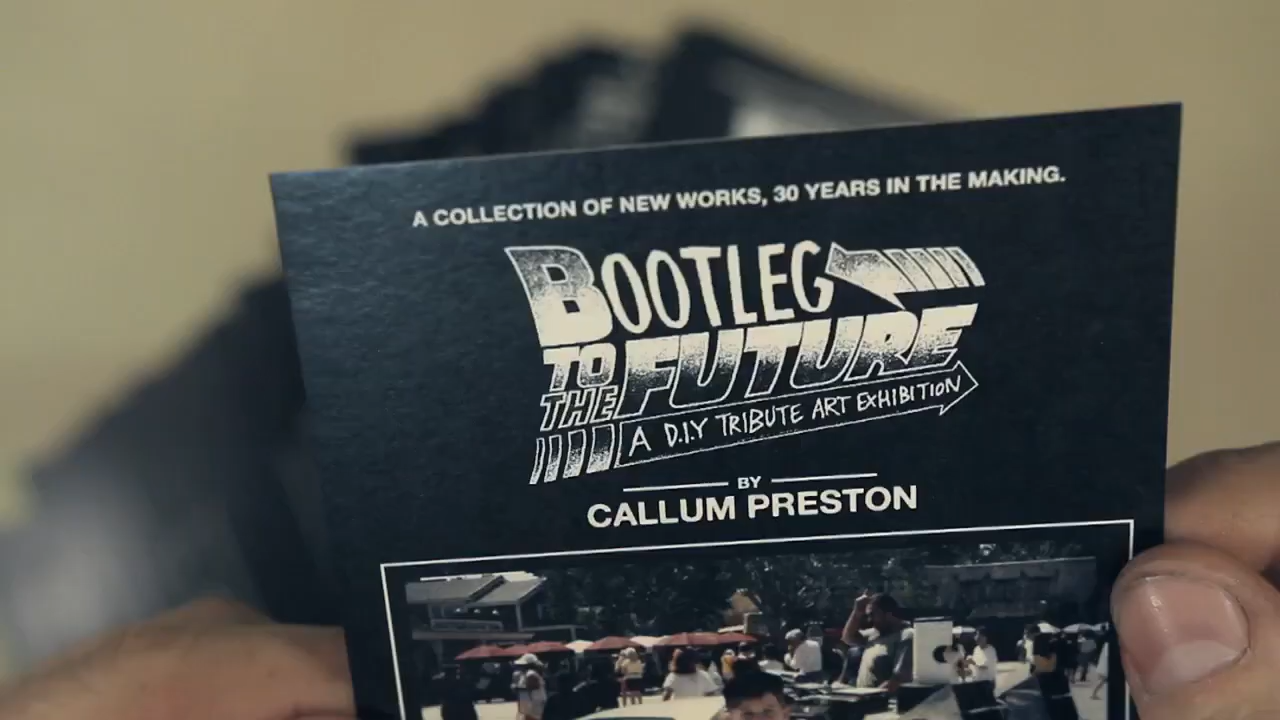 A COLLECTION OF NEW WORKS, 30 YEARS IN THE MAKING.
BOOTLEG
TO THE FUTURE
A D.I.Y TRIBUTE ART EXHIBITION
BY
CALLUM PRESTON